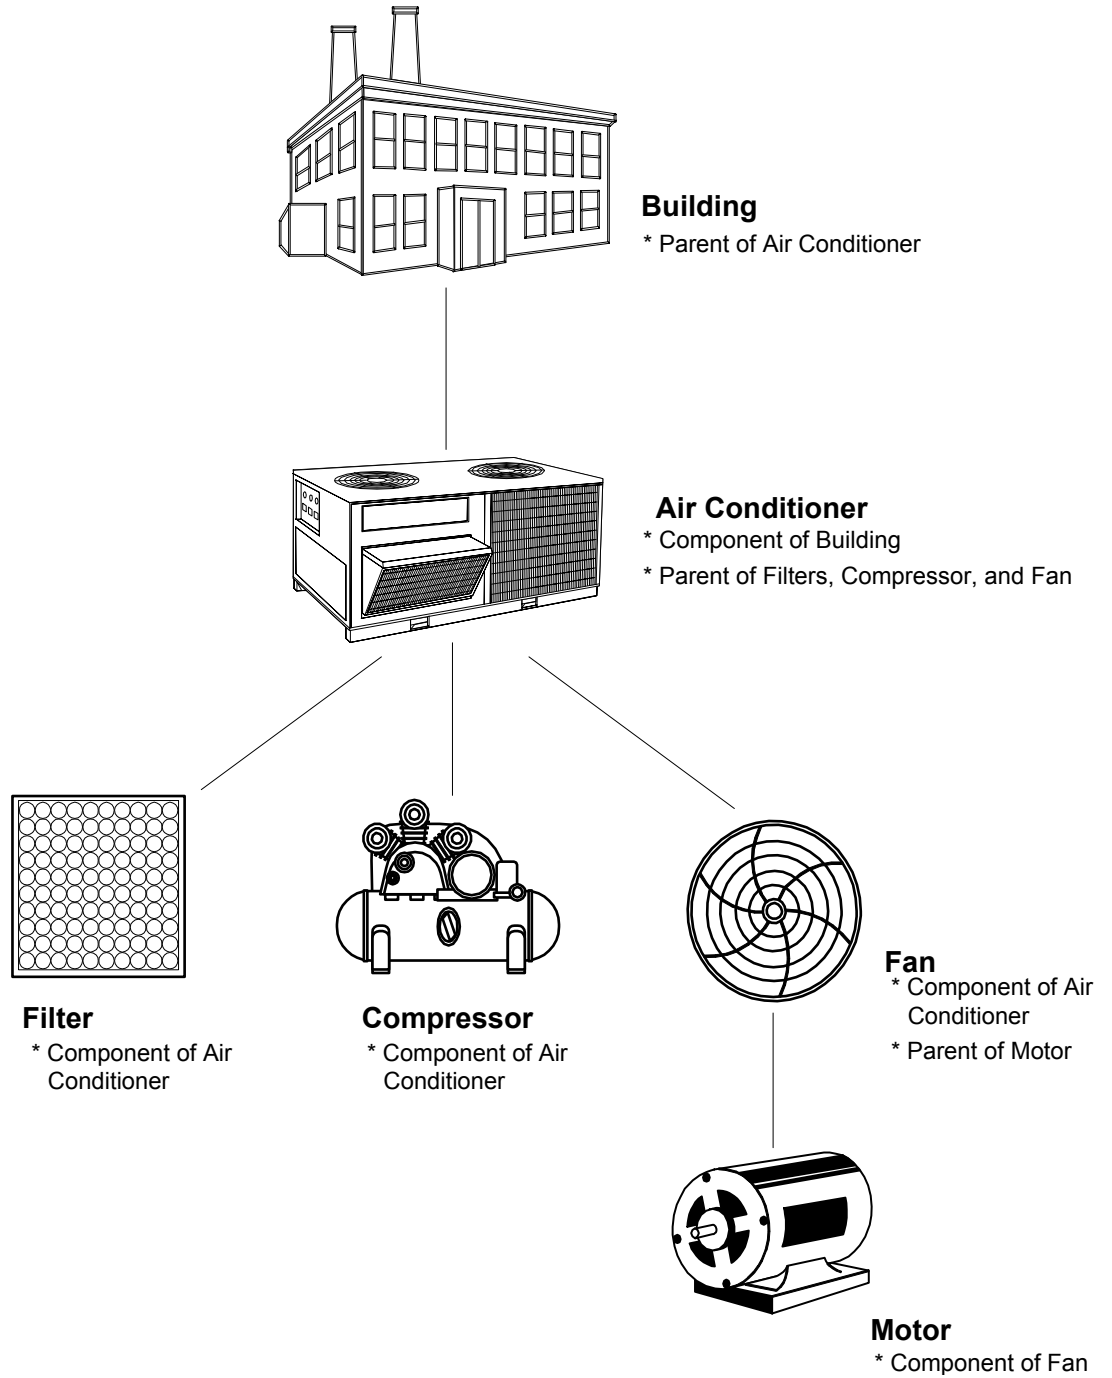 Building
* Parent of Air Conditioner
Air Conditioner
* Component of Building
* Parent of Filters, Compressor, and Fan
Filter
* Component of Air
Conditioner
Compressor
* Component of Air
Conditioner
Fan
* Component of Air
Conditioner
* Parent of Motor
Motor
* Component of Fan